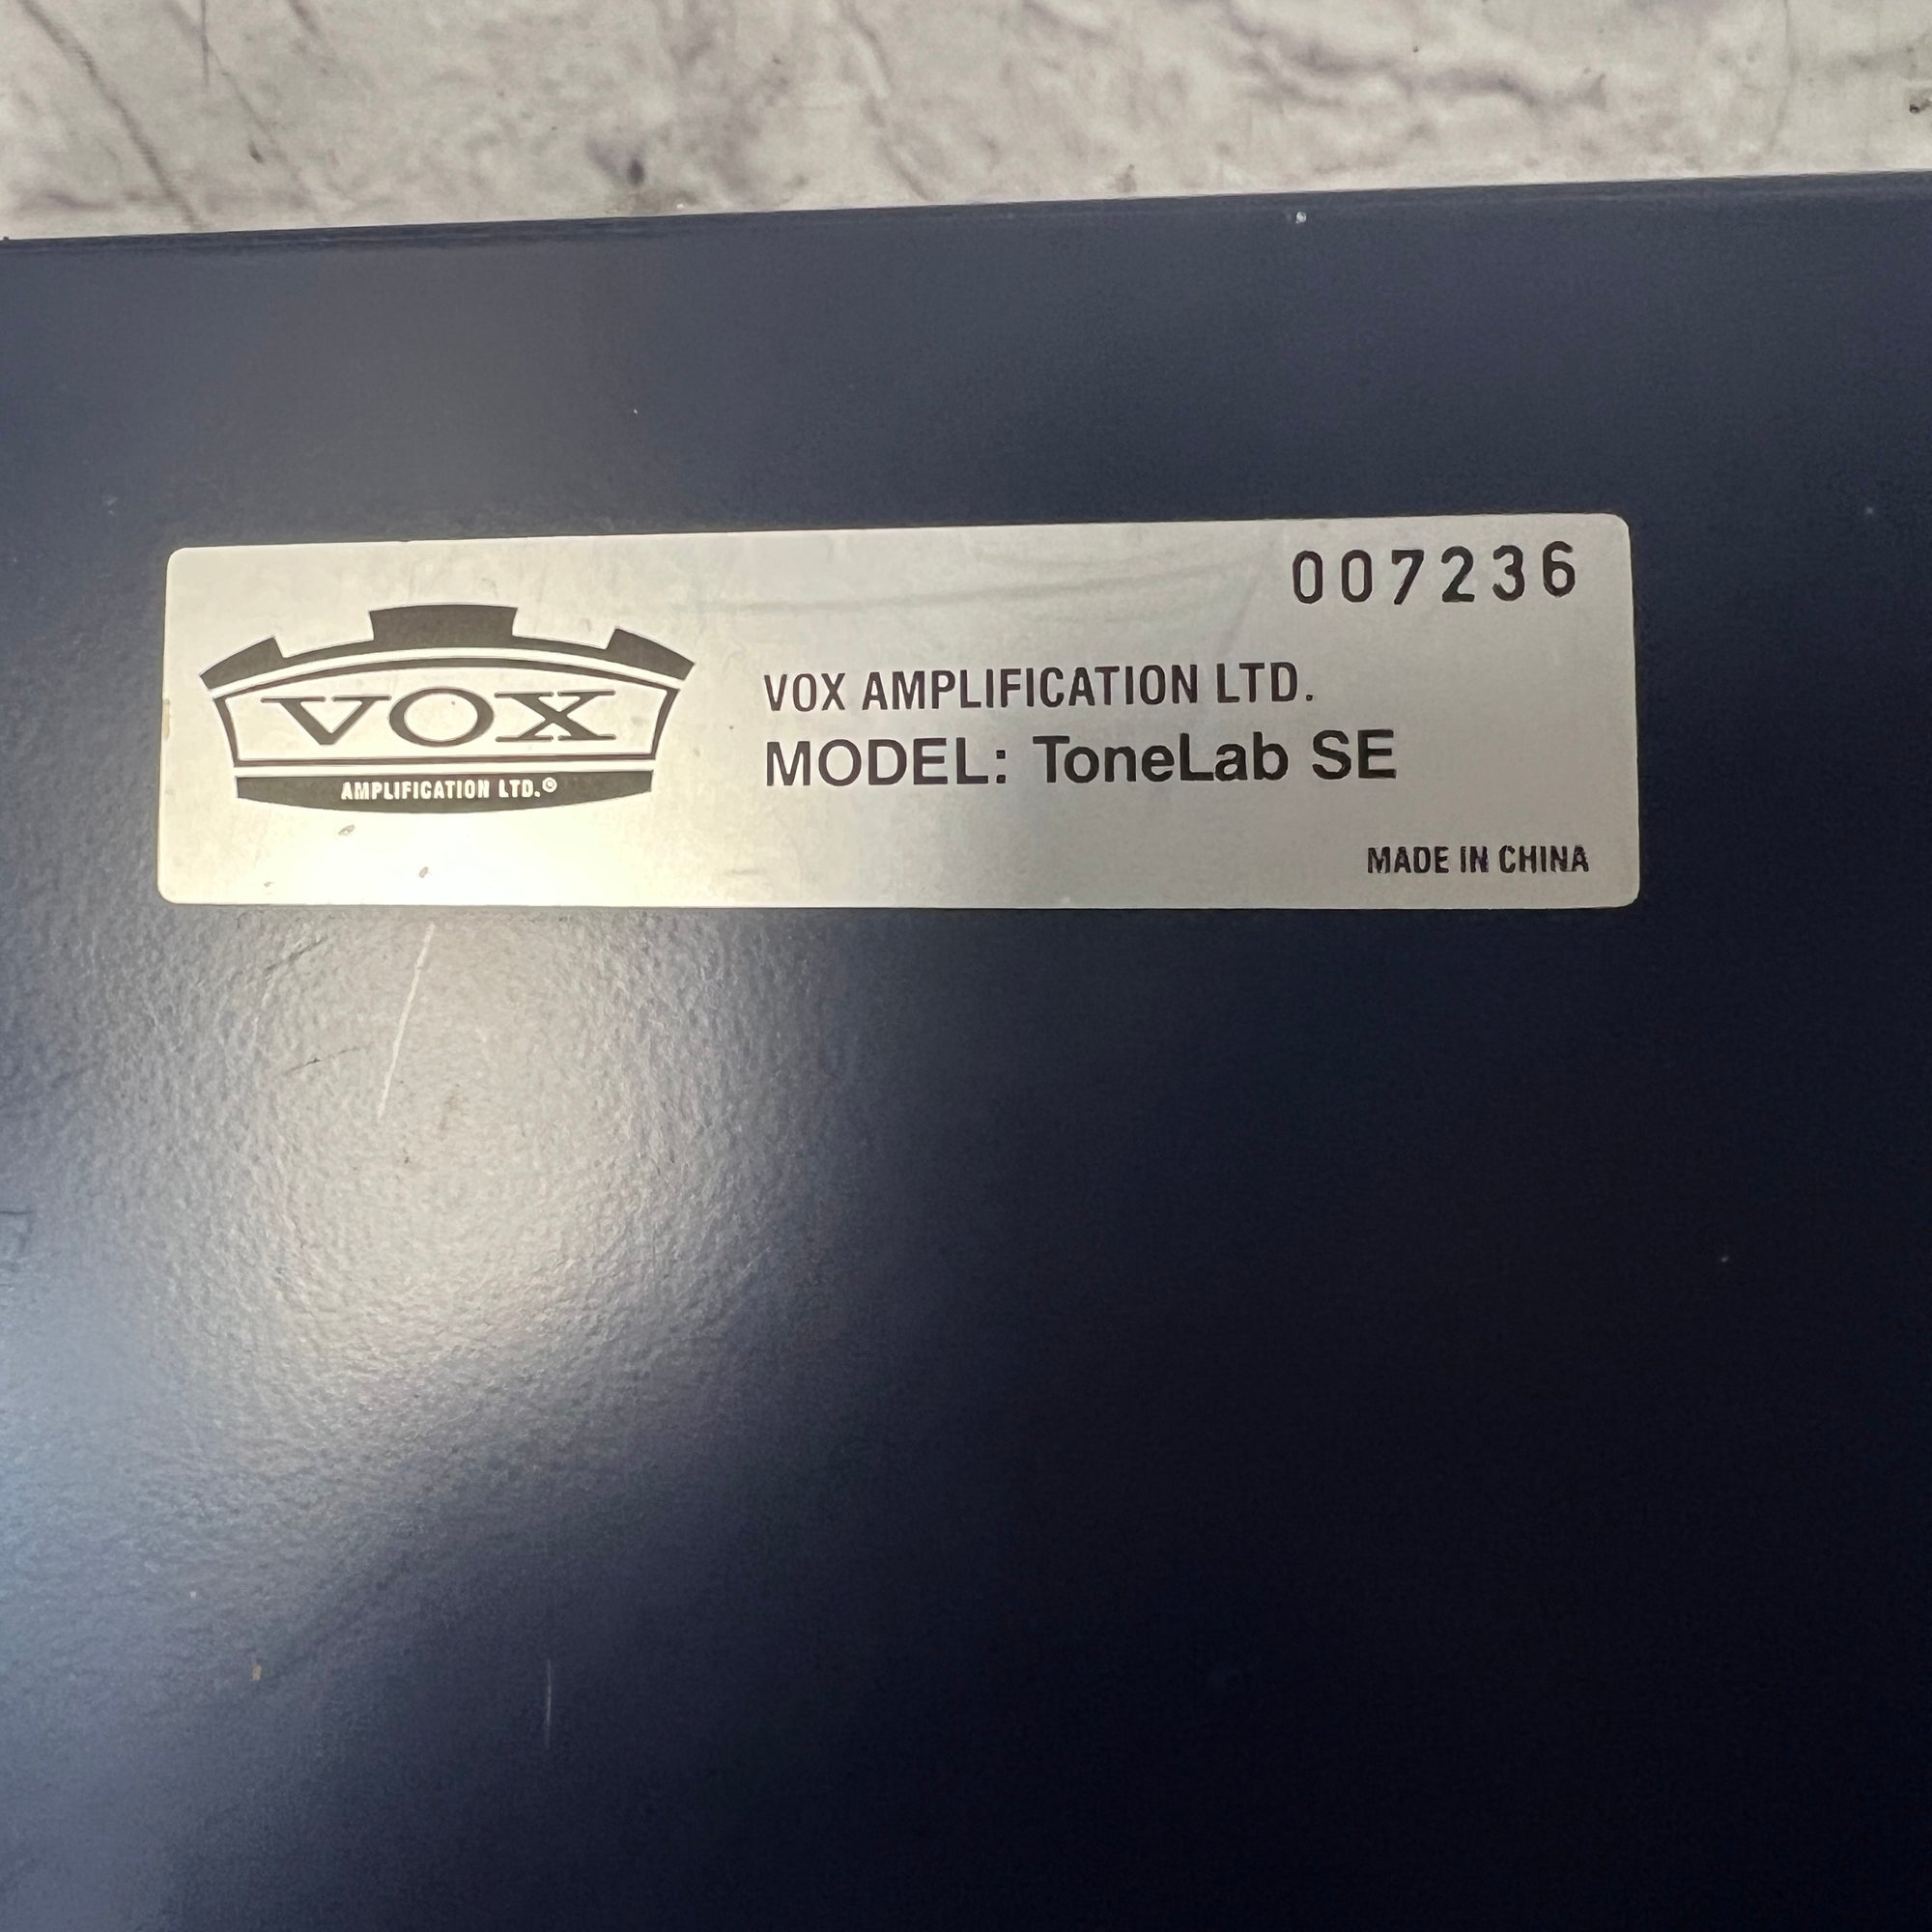 007236
VOX
AMPLIFICATION LTD.®
VOX AMPLIFICATION LTD.
MODEL: ToneLab SE
MADE IN CHINA